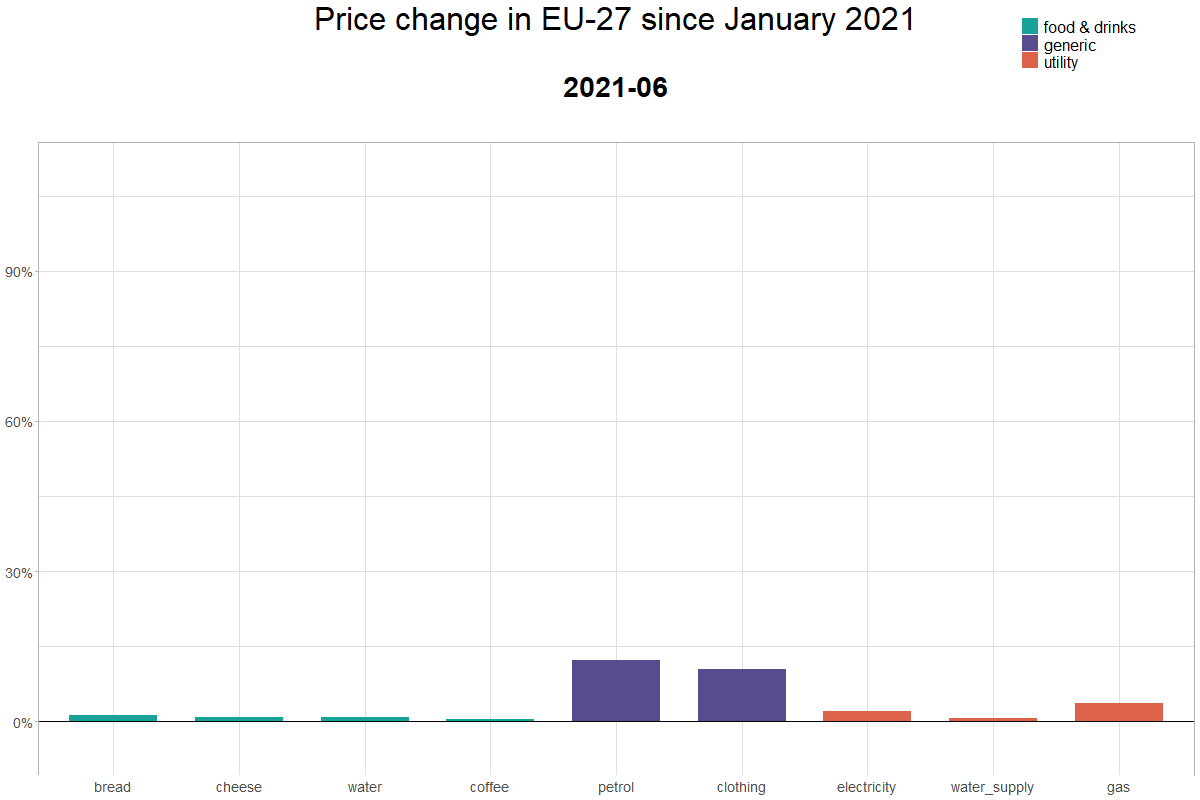 Price change in EU-27 since January 2021
food & drinks
generic
utility
2021-06
90%
60%
30%
0%
bread cheese water coffee petrol clothing electricity water_supply gas